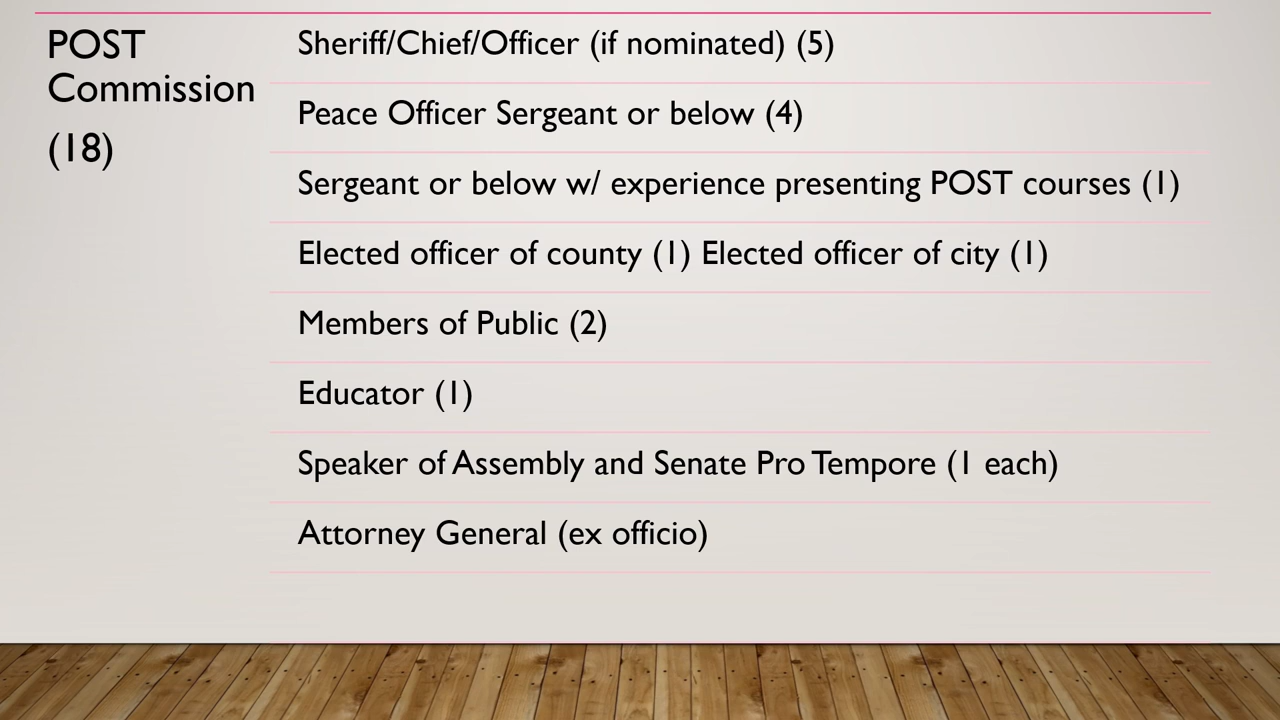 POST
Commission
(18)
Sheriff/Chief/Officer (if nominated) (5)
Peace Officer Sergeant or below (4)
Sergeant or below w/ experience presenting POST courses (1)
Elected officer of county (1) Elected officer of city (1)
Members of Public (2)
Educator (1)
Speaker of Assembly and Senate Pro Tempore (1 each)
Attorney General (ex officio)